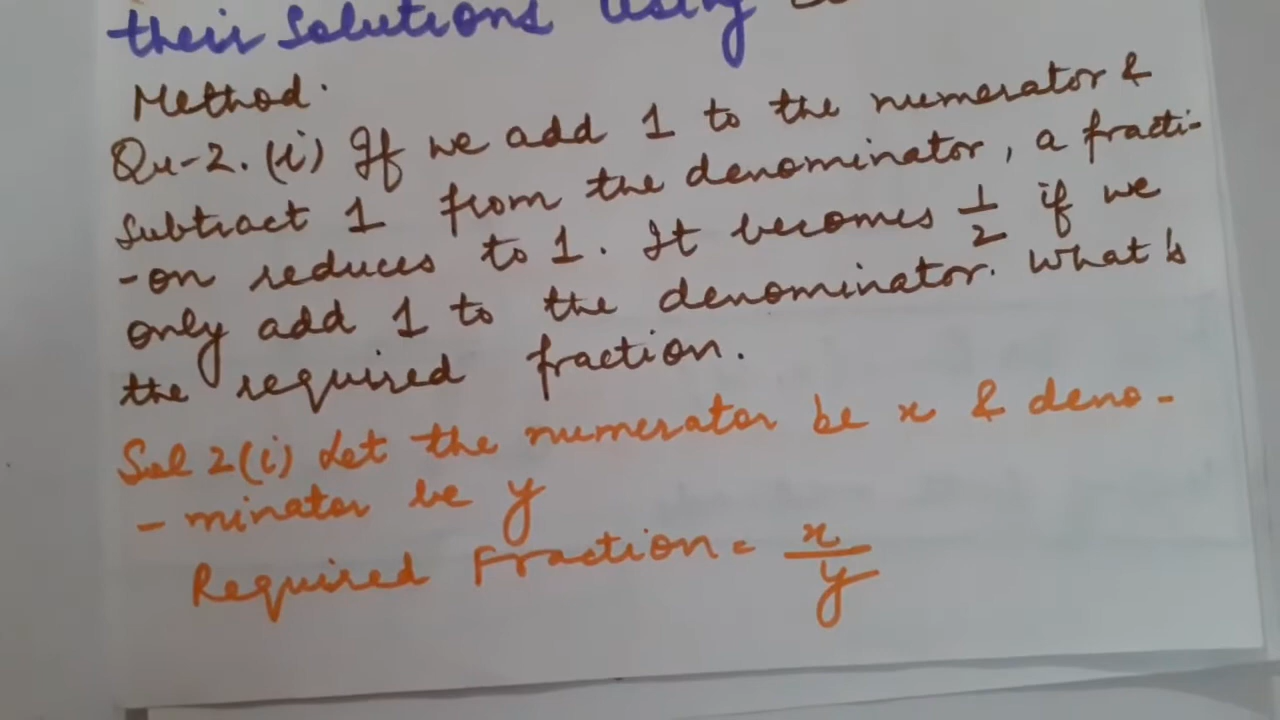 their Solutions Using
Method.
Qu-2. (i) If we add 1 to the numerator &
Subtract 1 from the denominator, a fracti-
-on reduces to 1. It becomes 1/2 if we
only add 1 to the denominator. What is
the required fraction.
Sol 2(i) Let the numerator be x & deno-
- minator be y
Required Fraction = x/y